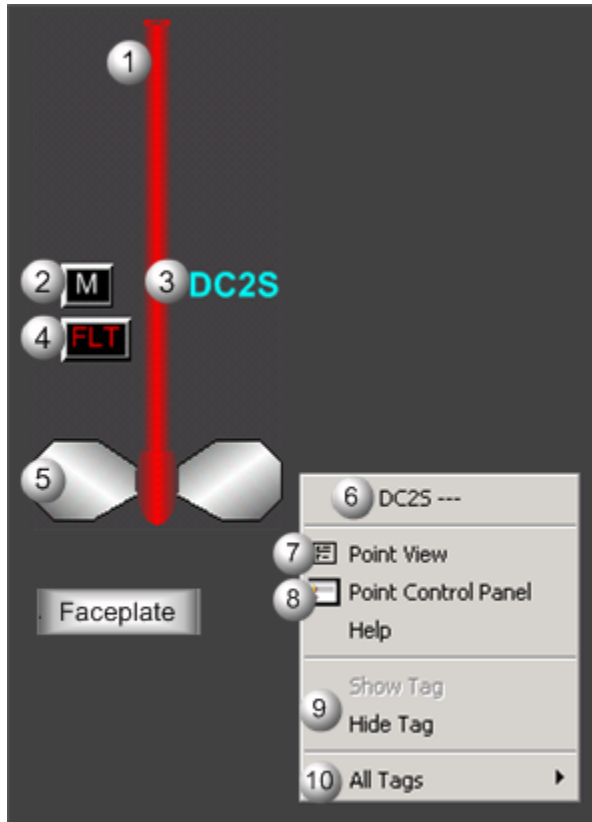 1
2 M 3 DC2S
4 FLT
5
6 DC2S ---
7 Point View
8 Point Control Panel
Help
Faceplate
Show Tag
9
Hide Tag
10 All Tags